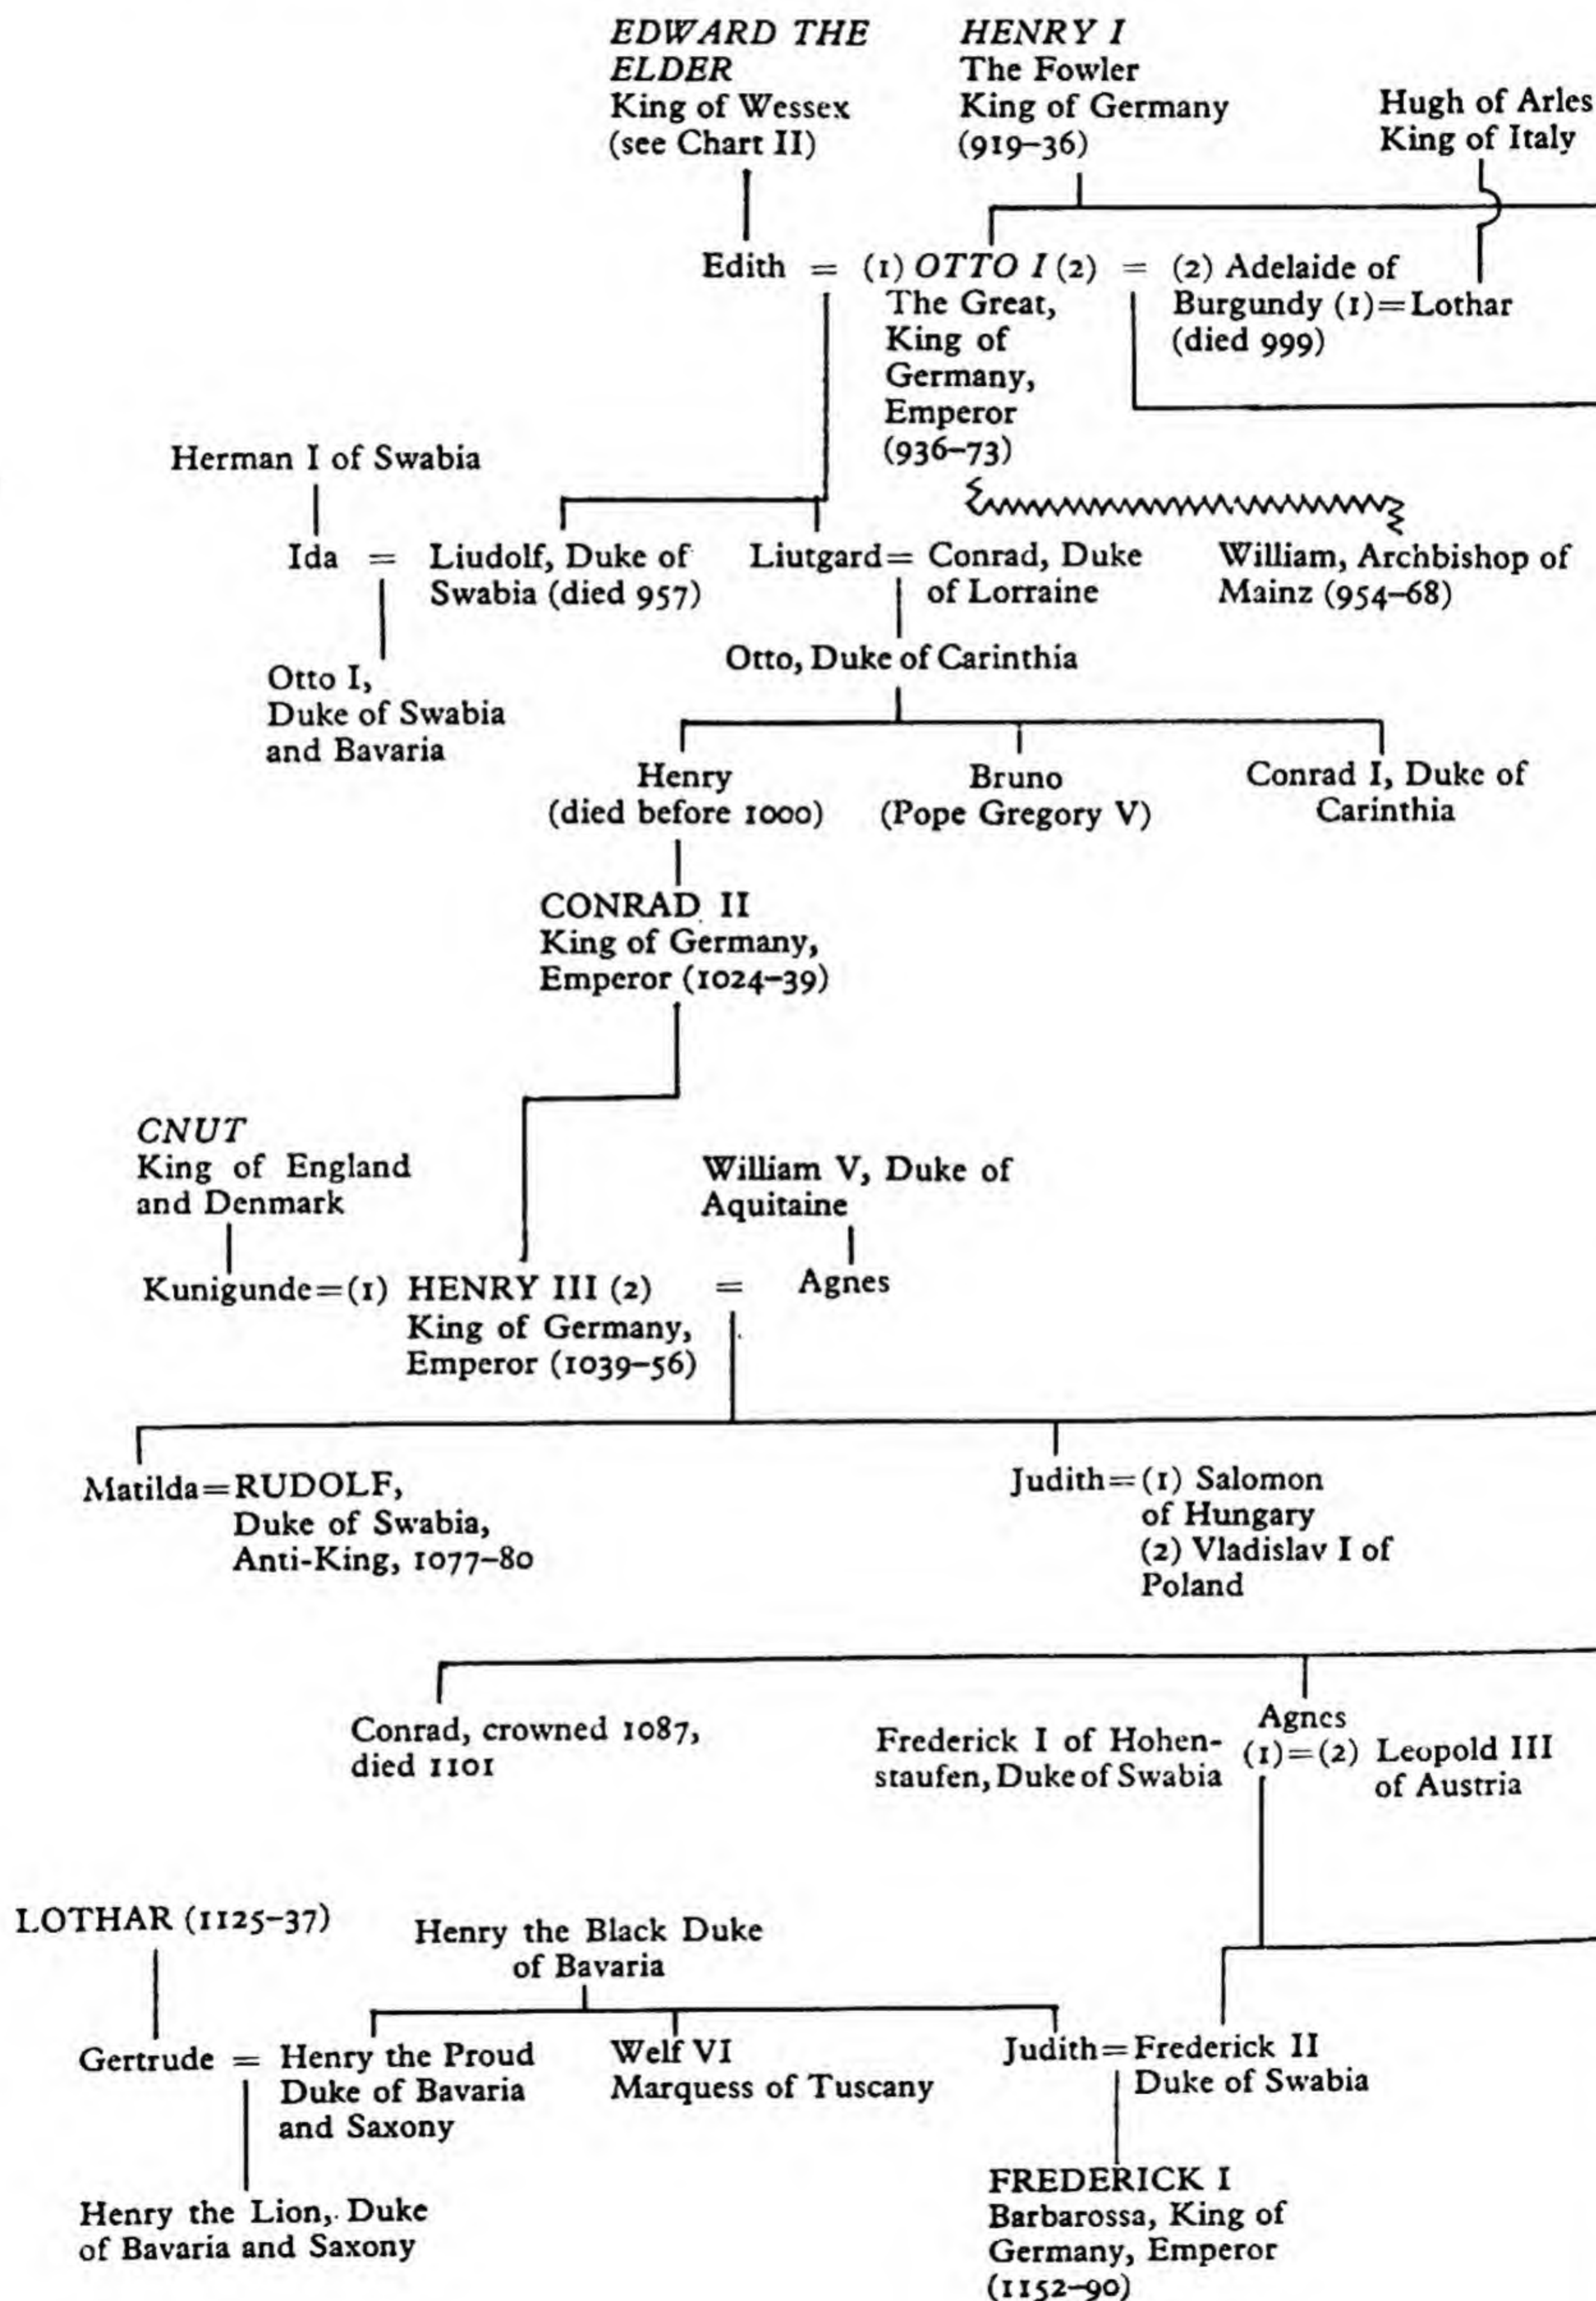 EDWARD THE
ELDER
King of Wessex
(see Chart II)
HENRY I
The Fowler
King of Germany
(919–36)
Hugh of Arles
King of Italy
Edith = (1) OTTO I (2) = (2) Adelaide of
The Great,
King of
Germany,
Emperor
(936–73)
Burgundy (1)=Lothar
(died 999)
Herman I of Swabia
Ida = Liudolf, Duke of
Swabia (died 957)
Liutgard= Conrad, Duke
of Lorraine
William, Archbishop of
Mainz (954–68)
Otto I,
Duke of Swabia
and Bavaria
Otto, Duke of Carinthia
Henry
(died before 1000)
Bruno
(Pope Gregory V)
Conrad I, Duke of
Carinthia
CONRAD II
King of Germany,
Emperor (1024–39)
CNUT
King of England
and Denmark
William V, Duke of
Aquitaine
Kunigunde=(1) HENRY III (2) = Agnes
King of Germany,
Emperor (1039–56)
Matilda=RUDOLF,
Duke of Swabia,
Anti-King, 1077–80
Judith=(1) Salomon
of Hungary
(2) Vladislav I of
Poland
Conrad, crowned 1087,
died 1101
Frederick I of Hohen-
staufen, Duke of Swabia
Agnes
(1)=(2) Leopold III
of Austria
LOTHAR (1125–37)
Henry the Black Duke
of Bavaria
Gertrude = Henry the Proud
Duke of Bavaria
and Saxony
Welf VI
Marquess of Tuscany
Judith=Frederick II
Duke of Swabia
Henry the Lion, Duke
of Bavaria and Saxony
FREDERICK I
Barbarossa, King of
Germany, Emperor
(1152–90)